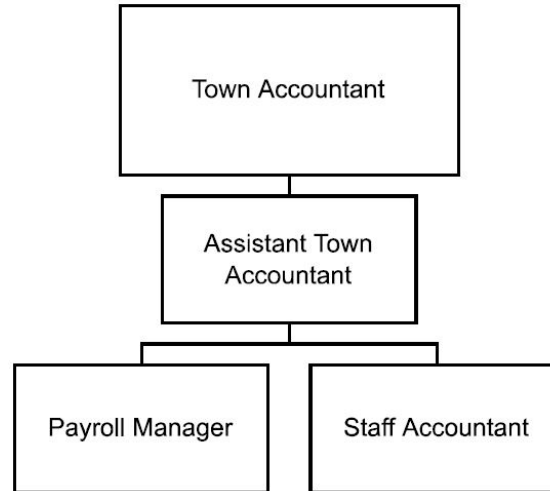 Town Accountant
Assistant Town
Accountant
Payroll Manager
Staff Accountant